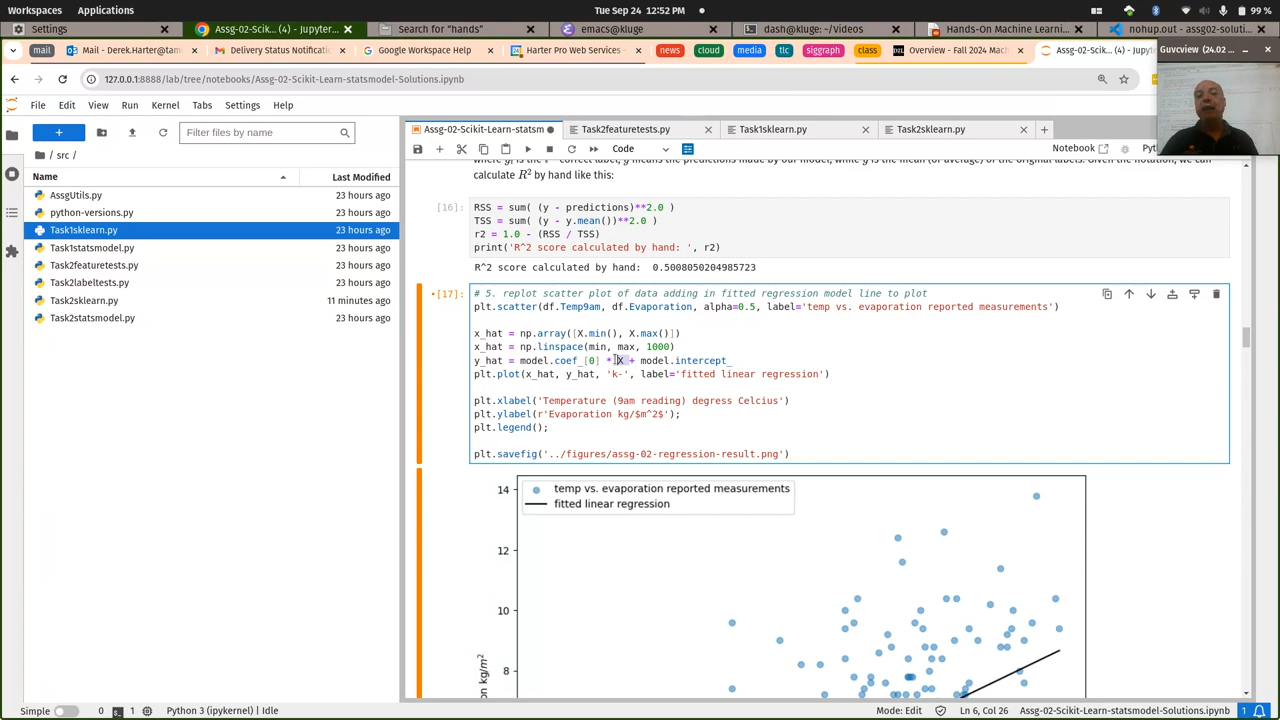 Workspaces
Applications
Tue Sep 24 12:52 PM
99 %
Settings
Assg-02-Scik... (4) - Jupyter
Search for "hands"
emacs@kluge
dash@kluge:~/videos
Hands-On Machine Learning
nohup.out - assg02-soluti...
mail
Mail - Derek.Harter@
Delivery Status Notificati
Google Workspace Help
Harter Pro Web Services -
news
cloud
media
tlc
siggraph
class
Overview - Fall 2024 Mac
Assg-02-Scikit-L
Guvcview (24.02
127.0.0.1:8888/lab/tree/notebooks/Assg-02-Scikit-Learn-statsmodel-Solutions.ipynb
File
Edit
View
Run
Kernel
Tabs
Settings
Help
Filter files by name
/ src /
Name
Last Modified
AssgUtils.py
23 hours ago
python-versions.py
23 hours ago
Task1sklearn.py
23 hours ago
Task1statsmodel.py
23 hours ago
Task2featuretests.py
23 hours ago
Task2labeltests.py
23 hours ago
Task2sklearn.py
11 minutes ago
Task2statsmodel.py
23 hours ago
Assg-02-Scikit-Learn-statsm
Task2featuretests.py
Task1sklearn.py
Task2sklearn.py
Code
Notebook
calculate R² by hand like this:
[16]:
RSS = sum( (y - predictions)**2.0 )
TSS = sum( (y - y.mean())**2.0 )
r2 = 1.0 - (RSS / TSS)
print('R^2 score calculated by hand: ', r2)
R^2 score calculated by hand:  0.5008050204985723
[17]:
# 5. replot scatter plot of data adding in fitted regression model line to plot
plt.scatter(df.Temp9am, df.Evaporation, alpha=0.5, label='temp vs. evaporation reported measurements')
x_hat = np.array([X.min(), X.max()])
x_hat = np.linspace(min, max, 1000)
y_hat = model.coef_[0] * X + model.intercept_
plt.plot(x_hat, y_hat, 'k-', label='fitted linear regression')
plt.xlabel('Temperature (9am reading) degress Celcius')
plt.ylabel(r'Evaporation kg/$m^2$');
plt.legend();
plt.savefig('../figures/assg-02-regression-result.png')
temp vs. evaporation reported measurements
fitted linear regression
14
12
10
8
on kg/m²
Simple
0
1
Python 3 (ipykernel) | Idle
Mode: Edit
Ln 6, Col 26
Assg-02-Scikit-Learn-statsmodel-Solutions.ipynb
1